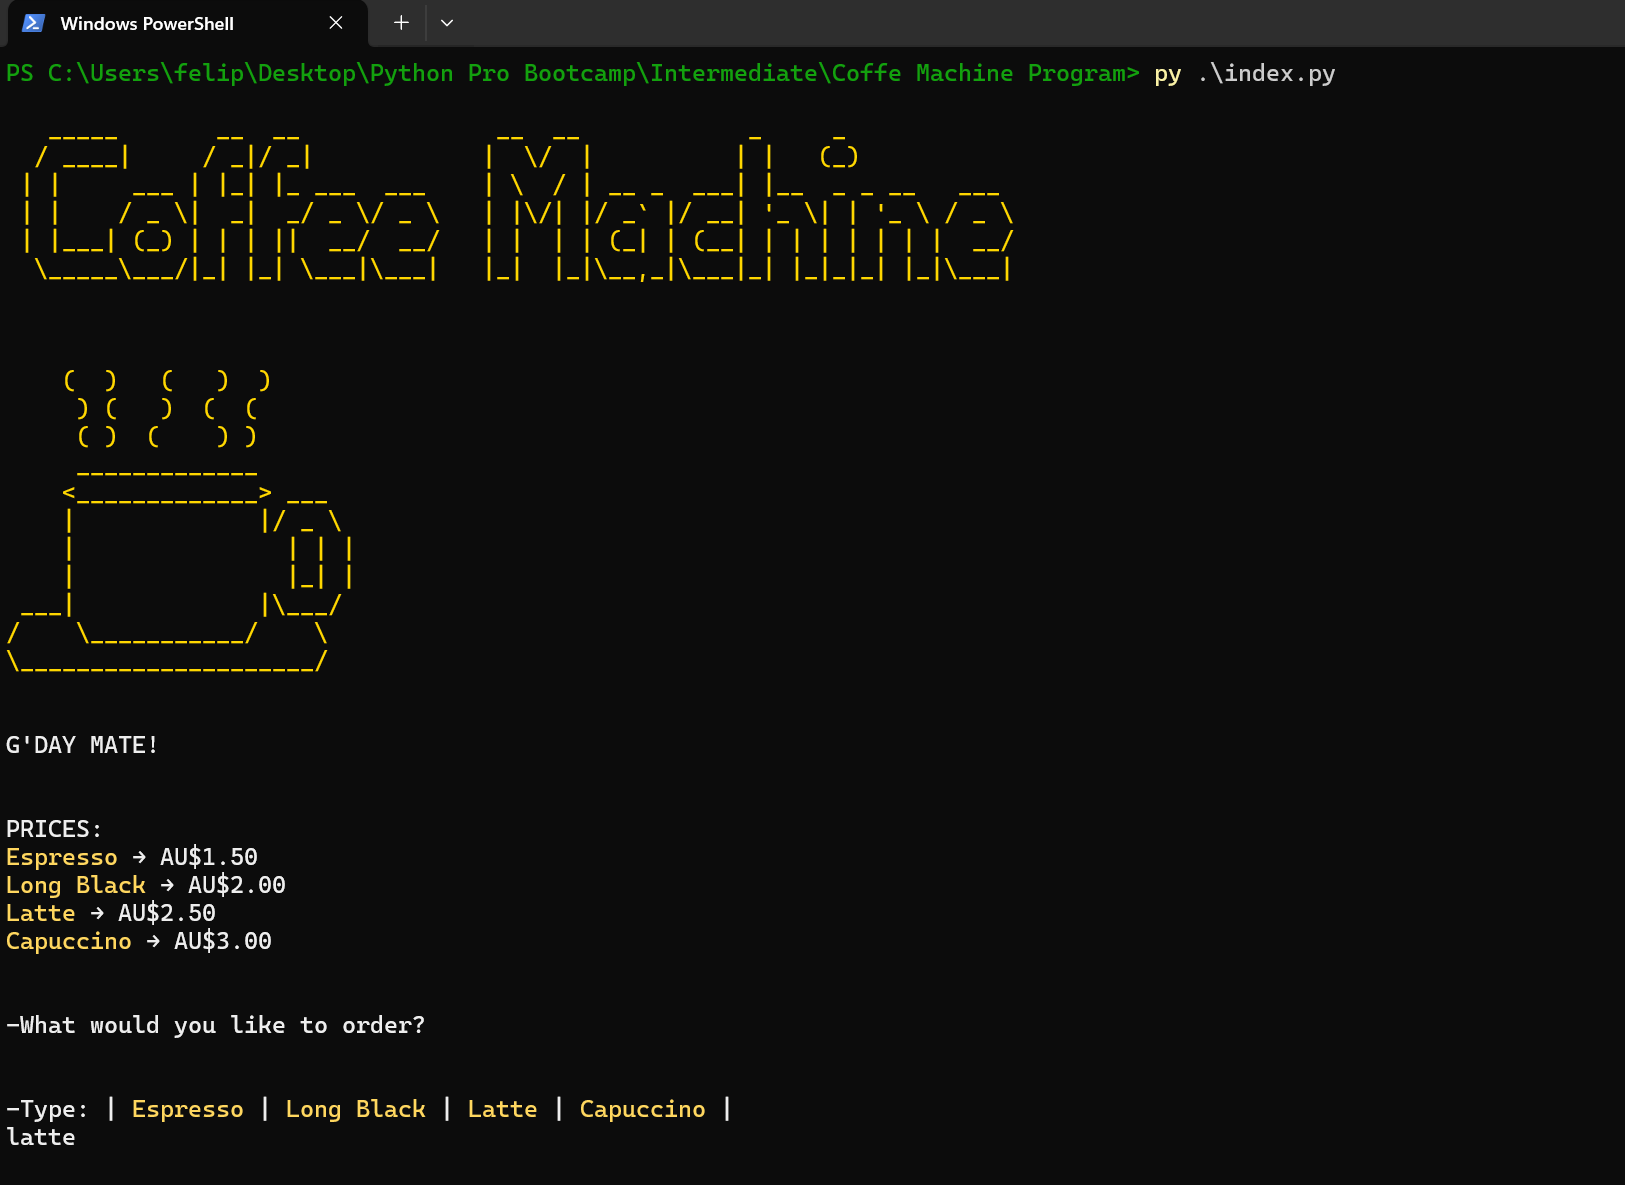 Windows PowerShell
PS C:\Users\felip\Desktop\Python Pro Bootcamp\Intermediate\Coffe Machine Program> py .\index.py
Coffee Machine
G'DAY MATE!
PRICES:
Espresso → AU$1.50
Long Black → AU$2.00
Latte → AU$2.50
Capuccino → AU$3.00
-What would you like to order?
-Type: | Espresso | Long Black | Latte | Capuccino |
latte